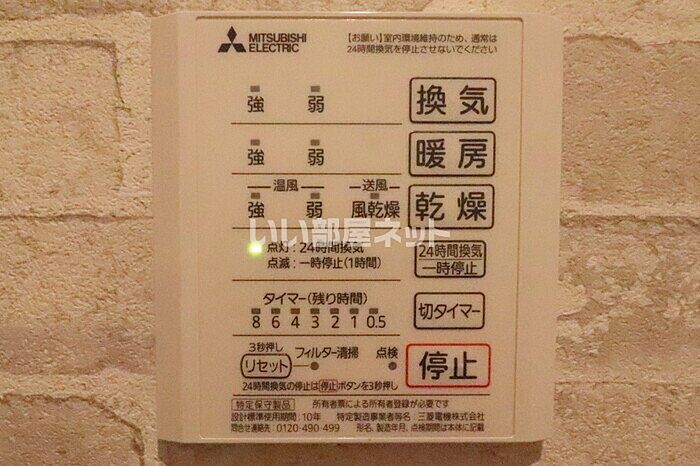 MITSUBISHI
ELECTRIC
【お願い】室内環境維持のため、通常は
24時間換気を停止させないでください
強 弱 換気
強 弱 暖房
温風 送風
強 弱 風乾燥 乾燥
いい部屋ネット
点灯:24時間換気
点滅:一時停止(1時間)
24時間換気
一時停止
タイマー(残り時間)
8 6 4 3 2 1 0.5
切タイマー
3秒押し
リセット フィルター清掃 点検
停止
24時間換気の停止は停止ボタンを3秒押し
特定保守製品 所有者票による所有者登録が必要です
設計標準使用期間:10年 特定製造事業者等名:三菱電機株式会社
問合せ連絡先:0120-490-499 形名、製造年月、点検期間は本体に記載